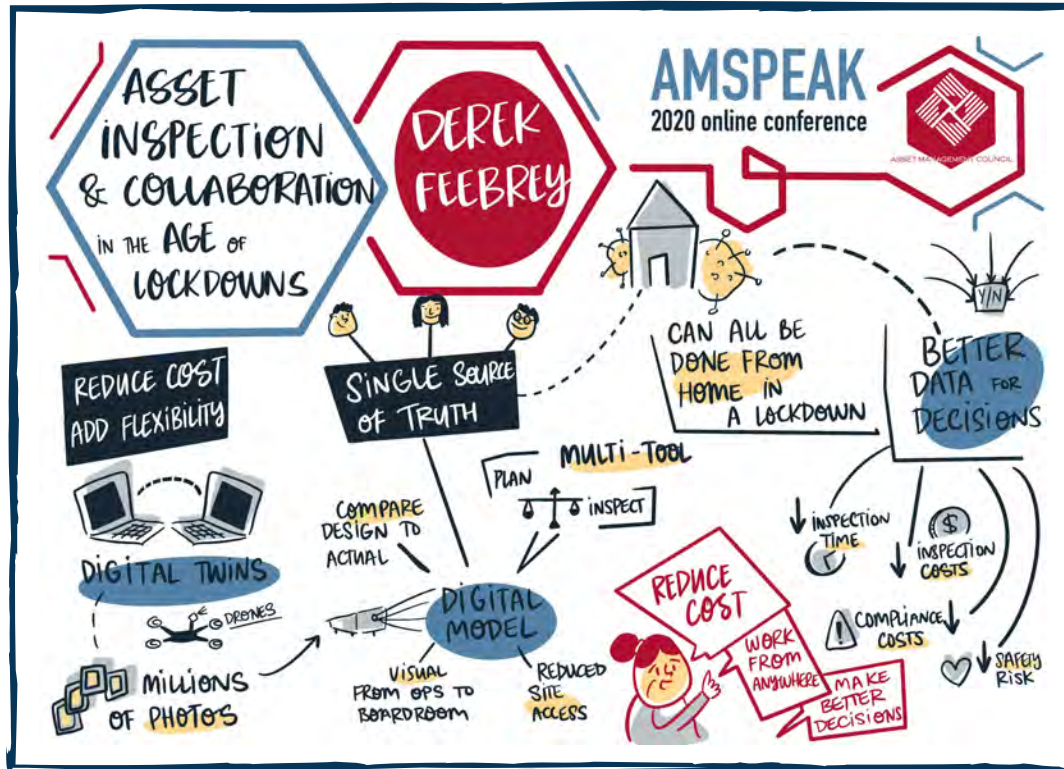 ASSET
INSPECTION
& COLLABORATION
IN THE AGE OF
LOCKDOWNS
DEREK
FEEBREY
AMSPEAK
2020 online conference
ASSET MANAGEMENT COUNCIL
REDUCE COST
ADD FLEXIBILITY
SINGLE SOURCE
OF TRUTH
CAN ALL BE
DONE FROM
HOME IN
A LOCKDOWN
Y/N
BETTER
DATA FOR
DECISIONS
DIGITAL TWINS
DRONES
MILLIONS
OF PHOTOS
COMPARE
DESIGN TO
ACTUAL
MULTI-TOOL
PLAN
INSPECT
DIGITAL
MODEL
VISUAL
FROM OPS TO
BOARDROOM
REDUCED
SITE
ACCESS
REDUCE
COST
WORK
FROM
ANYWHERE
MAKE
BETTER
DECISIONS
INSPECTION
TIME
$
INSPECTION
COSTS
!
COMPLIANCE
COSTS
SAFETY
RISK